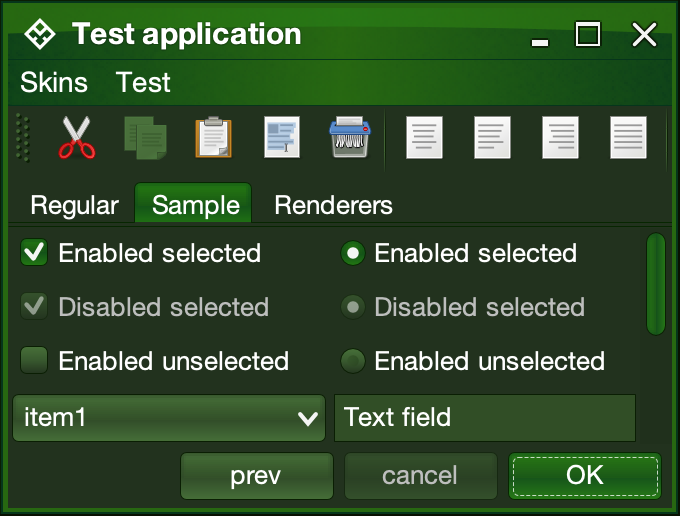 Test application
Skins Test
Regular Sample Renderers
Enabled selected Enabled selected
Disabled selected Disabled selected
Enabled unselected Enabled unselected
item1 Text field
prev cancel OK